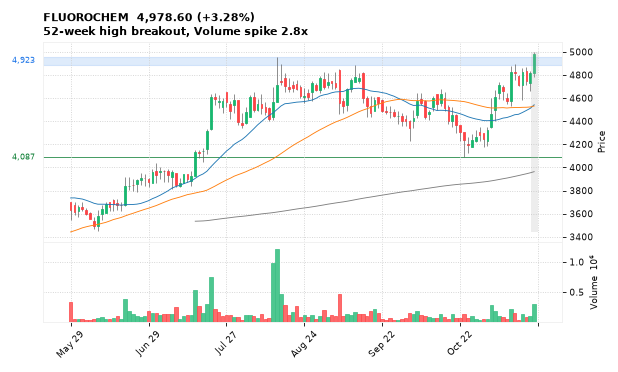 FLUOROCHEM 4,978.60 (+3.28%)
52-week high breakout, Volume spike 2.8x
4,923
4,087
5000
4800
4600
4400
4200
4000
3800
3600
3400
Price
1.0
0.5
Volume 10⁶
May 29
Jun 29
Jul 27
Aug 24
Sep 22
Oct 22